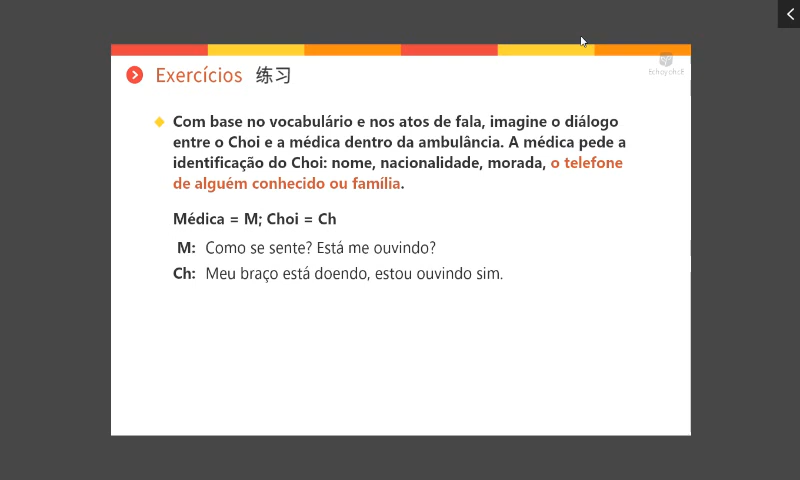 Exercícios 练习
Com base no vocabulário e nos atos de fala, imagine o diálogo
entre o Choi e a médica dentro da ambulância. A médica pede a
identificação do Choi: nome, nacionalidade, morada, o telefone
de alguém conhecido ou família.
Médica = M; Choi = Ch
M: Como se sente? Está me ouvindo?
Ch: Meu braço está doendo, estou ouvindo sim.